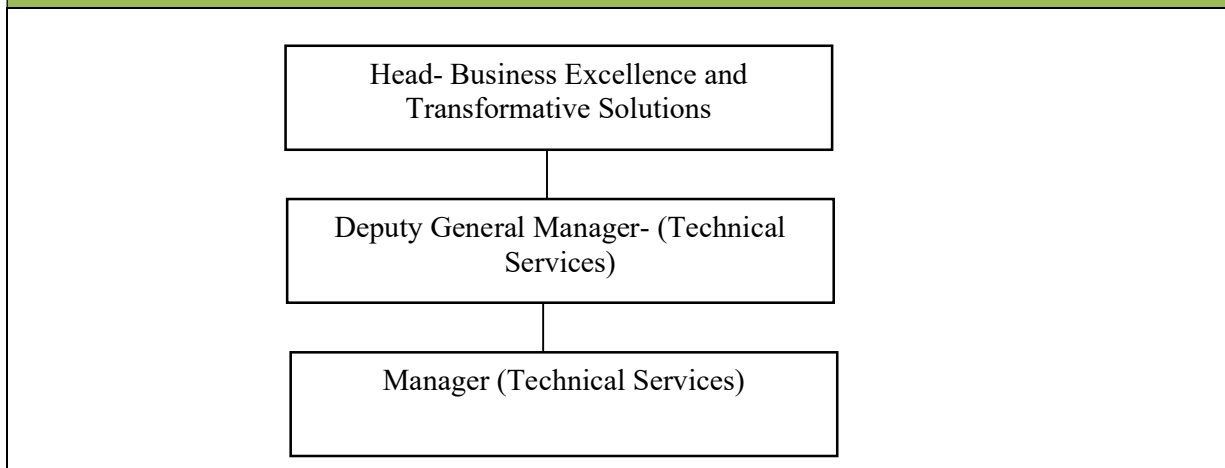 Head- Business Excellence and
Transformative Solutions
Deputy General Manager- (Technical
Services)
Manager (Technical Services)